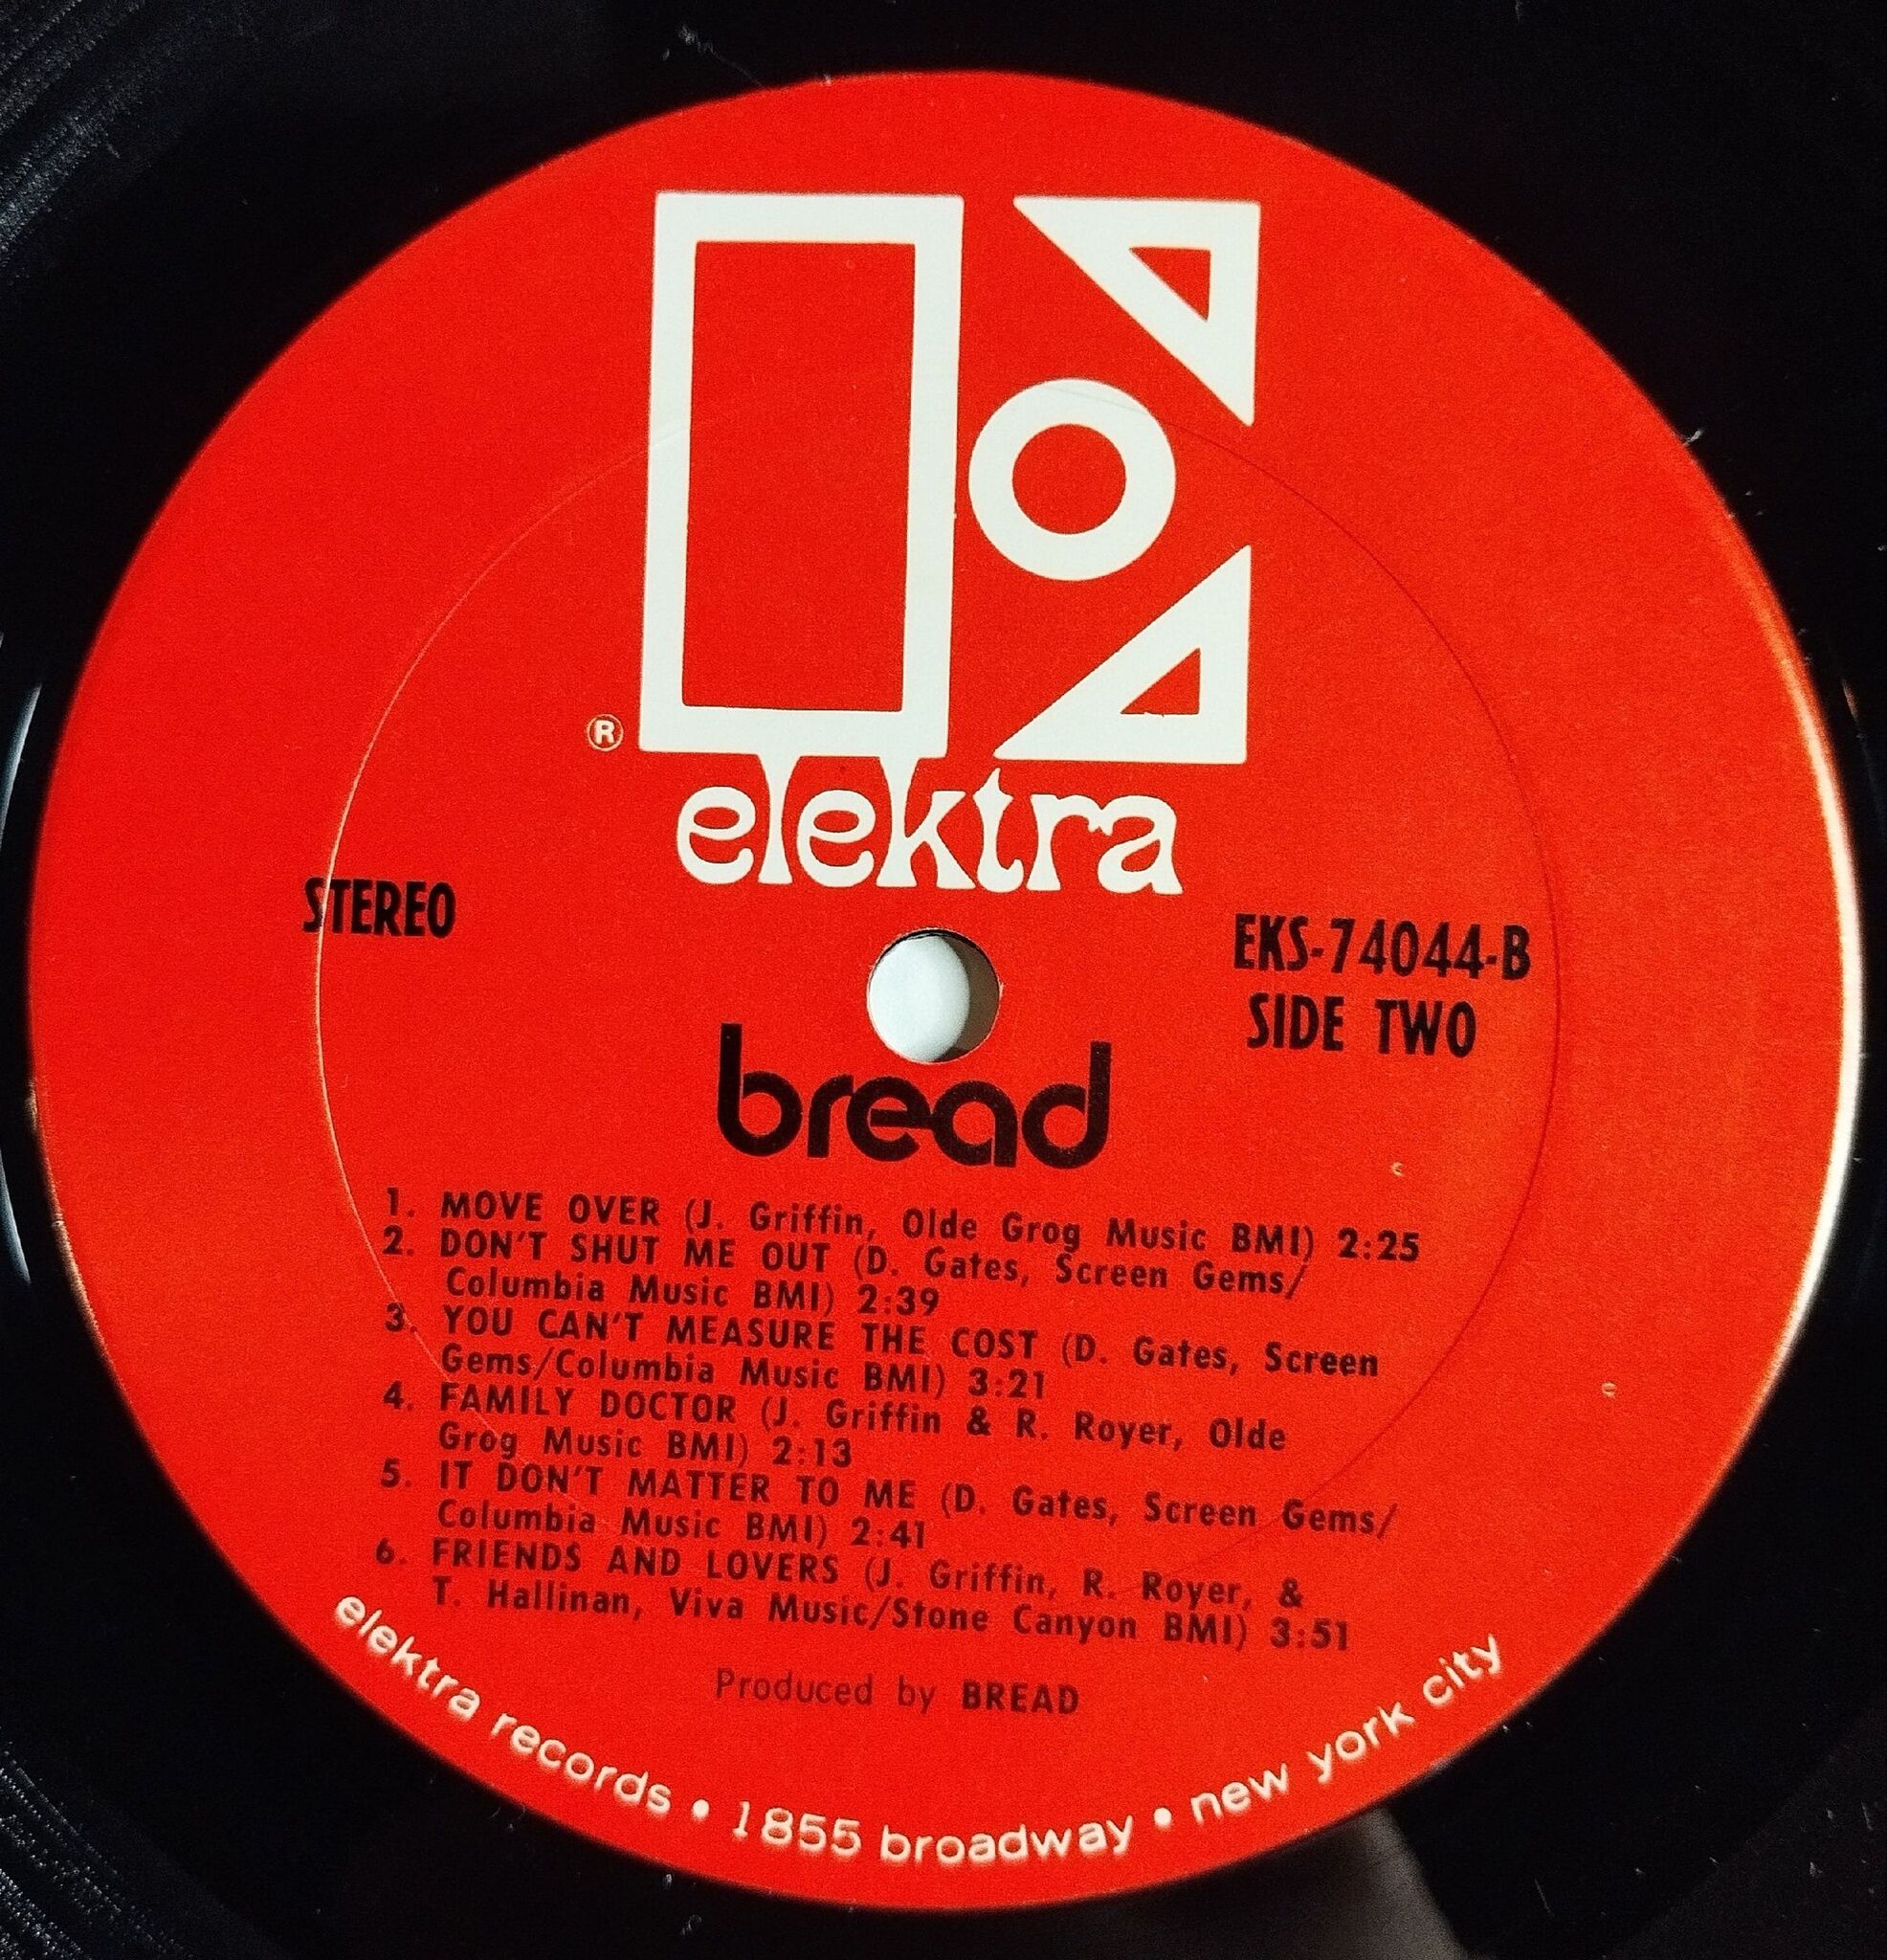 ®
elektra
STEREO
EKS-74044-B
SIDE TWO
bread
1. MOVE OVER (J. Griffin, Olde Grog Music BMI) 2:25
2. DON'T SHUT ME OUT (D. Gates, Screen Gems/
Columbia Music BMI) 2:39
3. YOU CAN'T MEASURE THE COST (D. Gates, Screen
Gems/Columbia Music BMI) 3:21
4. FAMILY DOCTOR (J. Griffin & R. Royer, Olde
Grog Music BMI) 2:13
5. IT DON'T MATTER TO ME (D. Gates, Screen Gems/
Columbia Music BMI) 2:41
6. FRIENDS AND LOVERS (J. Griffin, R. Royer, &
T. Hallinan, Viva Music/Stone Canyon BMI) 3:51
Produced by BREAD
elektra records • 1855 broadway • new york city